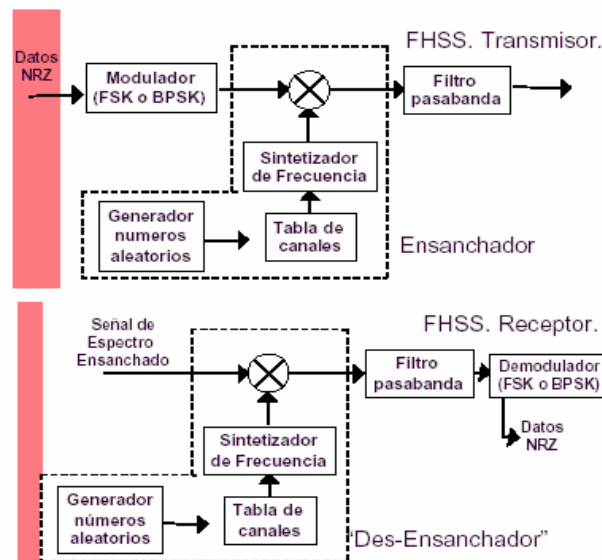 FHSS. Transmisor.
Datos
NRZ
Modulador
(FSK o BPSK)
Filtro
pasabanda
Sintetizador
de Frecuencia
Generador
numeros
aleatorios
Tabla de
canales
Ensanchador
FHSS. Receptor.
Señal de
Espectro
Ensanchado
Filtro
pasabanda
Demodulador
(FSK o BPSK)
Datos
NRZ
Sintetizador
de Frecuencia
Generador
números
aleatorios
Tabla de
canales
"Des-Ensanchador"